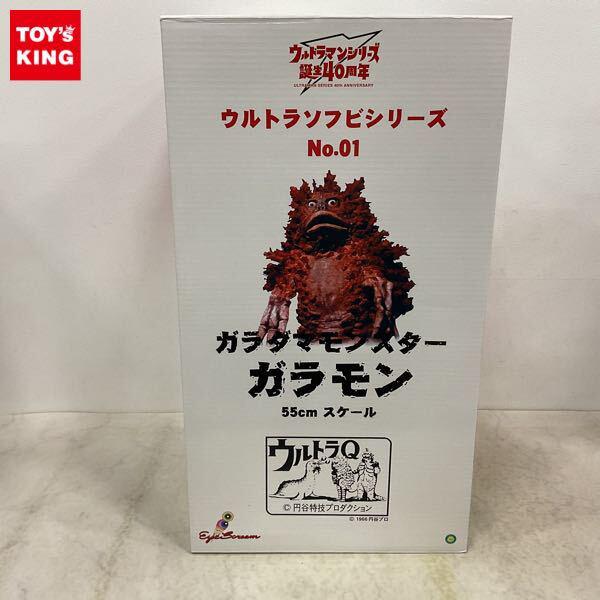 TOY's
KING
ウルトラマンシリーズ
誕生40周年
ULTRAMAN SERIES 40th ANNIVERSARY
ウルトラソフビシリーズ
No.01
ガラダマモンスター
ガラモン
55cm スケール
ウルトラQ
© 円谷特技プロダクション
© 1966 円谷プロ
EyeScream